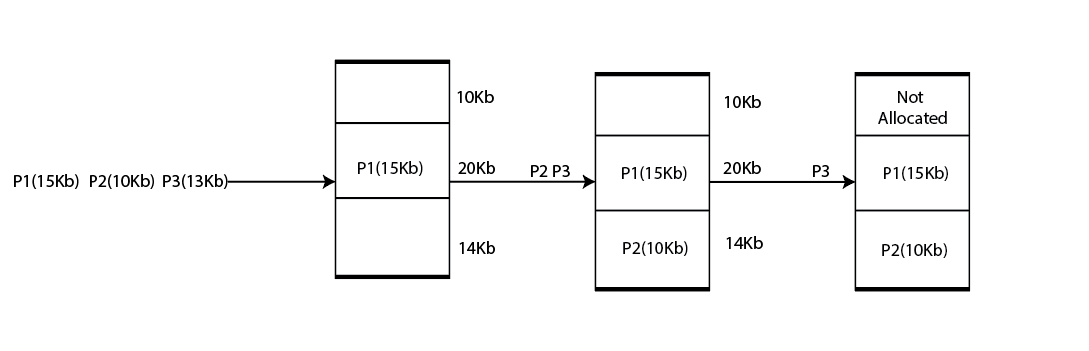 P1(15Kb) P2(10Kb) P3(13Kb)
10Kb
P1(15Kb)
20Kb
14Kb
P2 P3
10Kb
P1(15Kb)
20Kb
P2(10Kb)
14Kb
P3
Not
Allocated
P1(15Kb)
P2(10Kb)